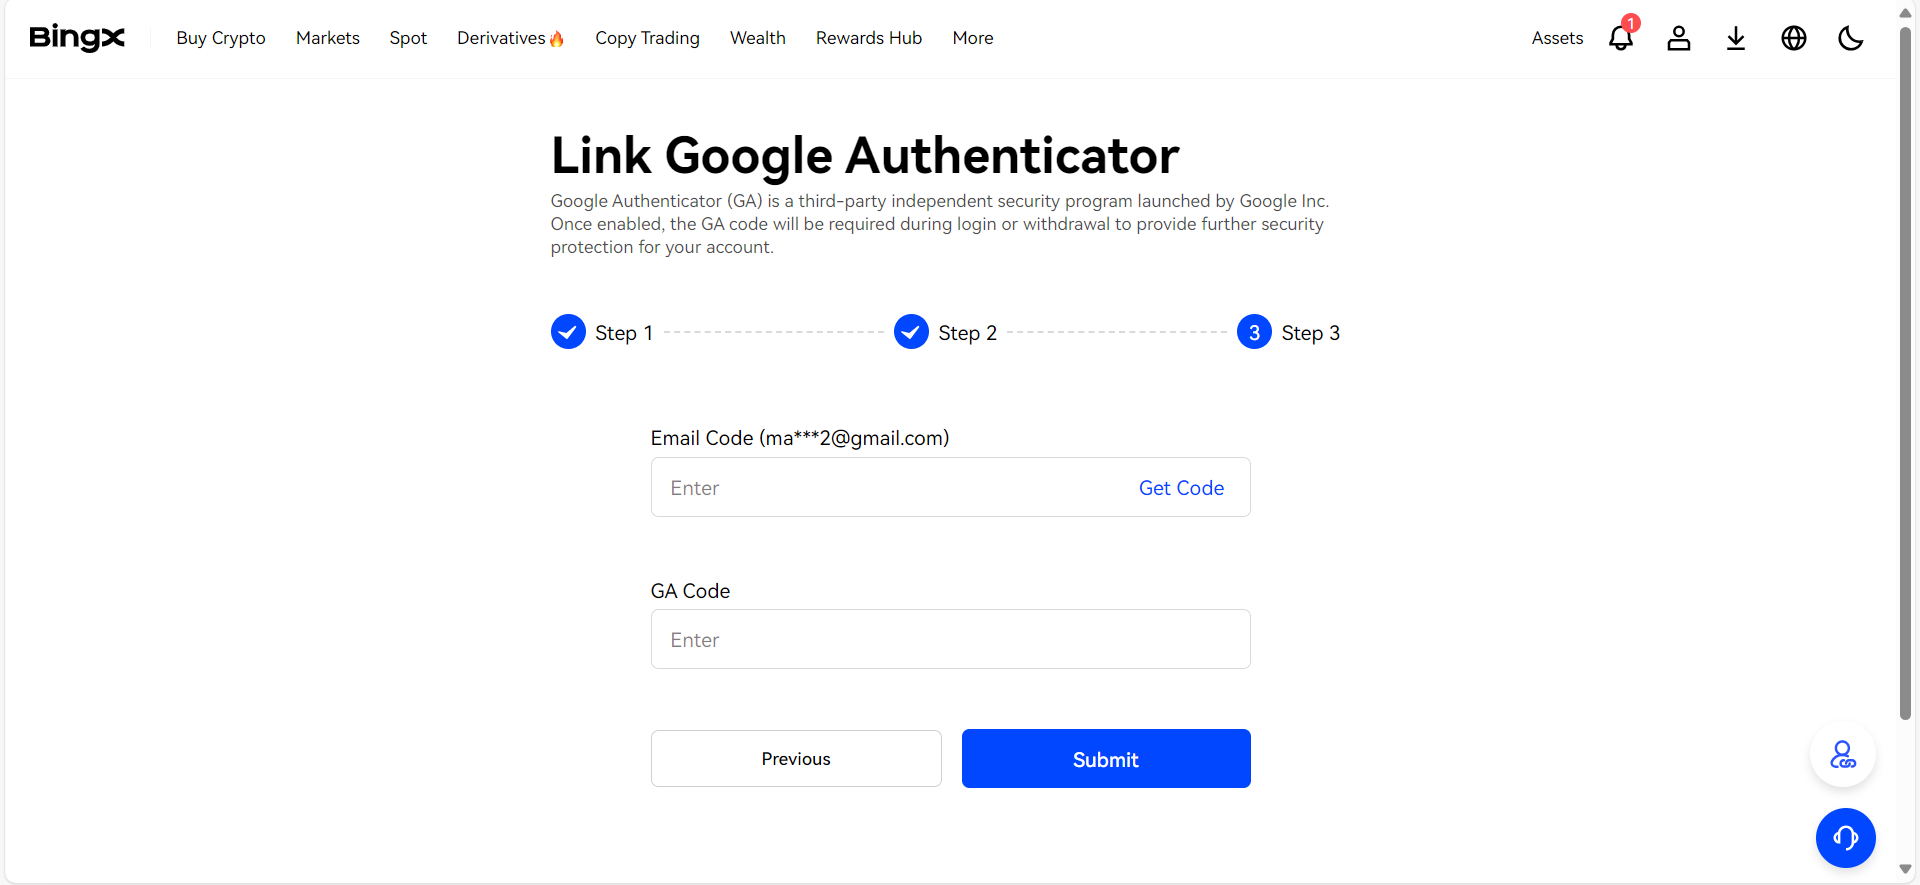 BingX
Buy Crypto
Markets
Spot
Derivatives🔥
Copy Trading
Wealth
Rewards Hub
More
Assets
1
Link Google Authenticator
Google Authenticator (GA) is a third-party independent security program launched by Google Inc.
Once enabled, the GA code will be required during login or withdrawal to provide further security
protection for your account.
Step 1
Step 2
3 Step 3
Email Code (ma***2@gmail.com)
Enter
Get Code
GA Code
Enter
Previous
Submit